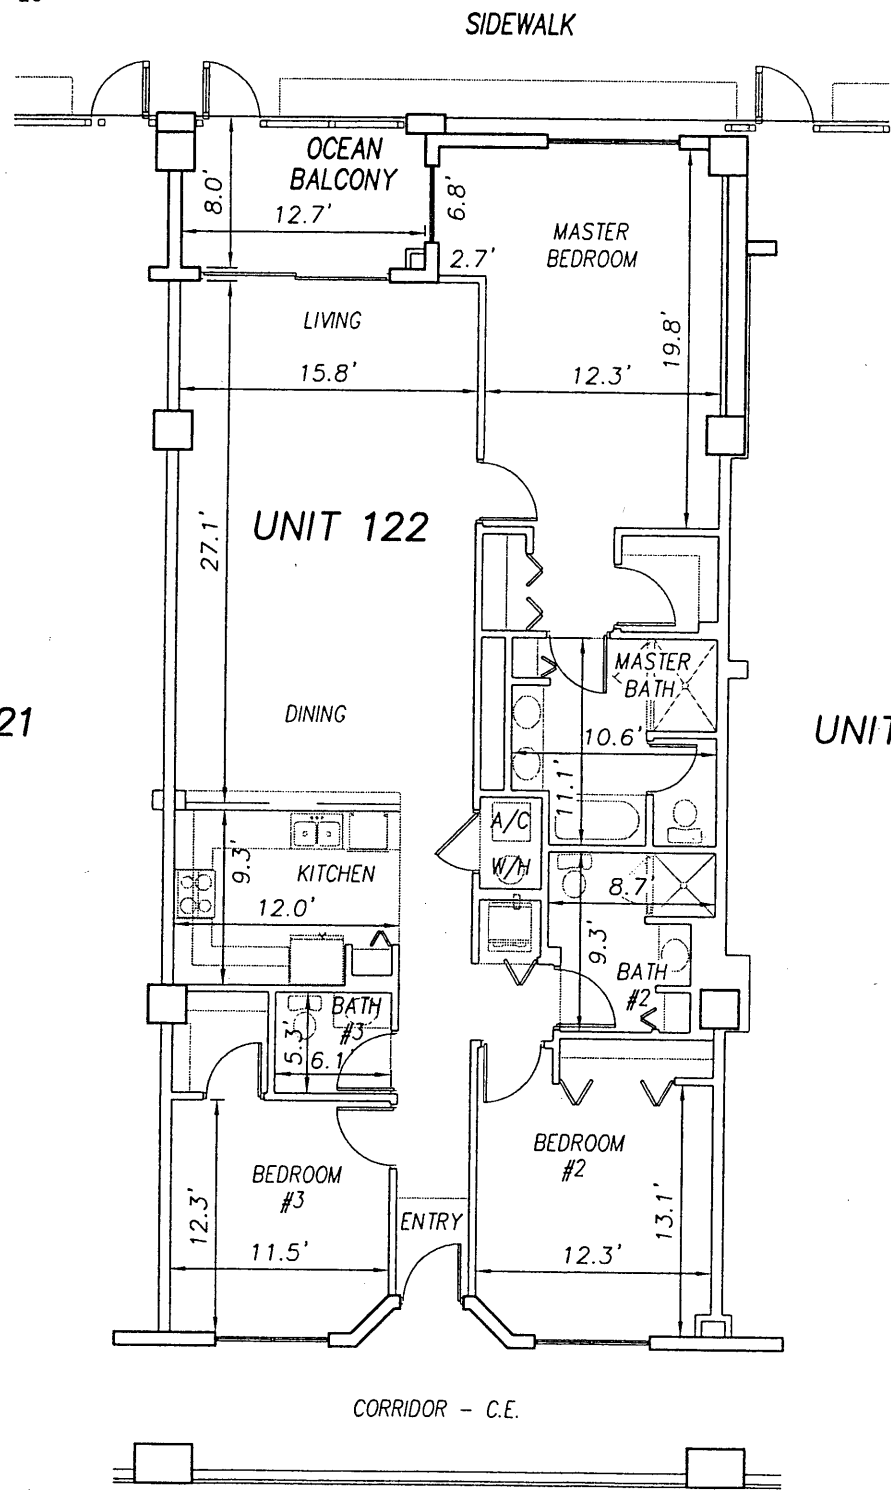 SIDEWALK
OCEAN
BALCONY
8.0'
12.7'
6.8'
2.7'
MASTER
BEDROOM
LIVING
15.8'
12.3'
19.8'
27.1'
UNIT 122
MASTER
BATH
21
DINING
UNIT
10.6'
11.1'
A/C
W/H
KITCHEN
9.3'
12.0'
8.7'
9.3'
BATH
#2
BATH
#3
5.3'
6.1'
BEDROOM
#2
BEDROOM
#3
12.3'
11.5'
ENTRY
13.1'
12.3'
CORRIDOR - C.E.